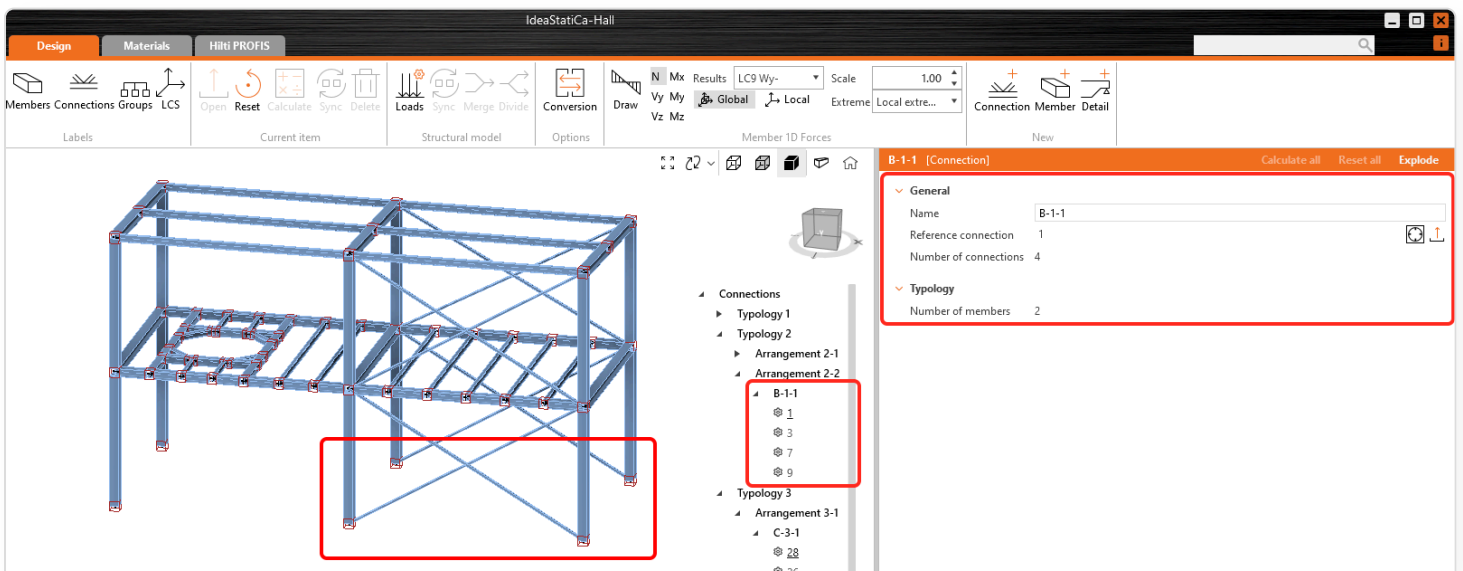 IdeaStatiCa-Hall
Design Materials Hilti PROFIS
i
Members Connections Groups LCS
Labels
Open Reset Calculate Sync Delete
Current item
Loads Sync Merge Divide
Structural model
Conversion
Options
Draw
N Mx Results LC9 Wy- Scale 1.00
Vy My Global Local Extreme Local extre...
Vz Mz
Member 1D Forces
Connection Member Detail
New
B-1-1 [Connection] Calculate all Reset all Explode
General
Name B-1-1
Reference connection 1
Number of connections 4
Typology
Number of members 2
Connections
Typology 1
Typology 2
Arrangement 2-1
Arrangement 2-2
B-1-1
1
3
7
9
Typology 3
Arrangement 3-1
C-3-1
28